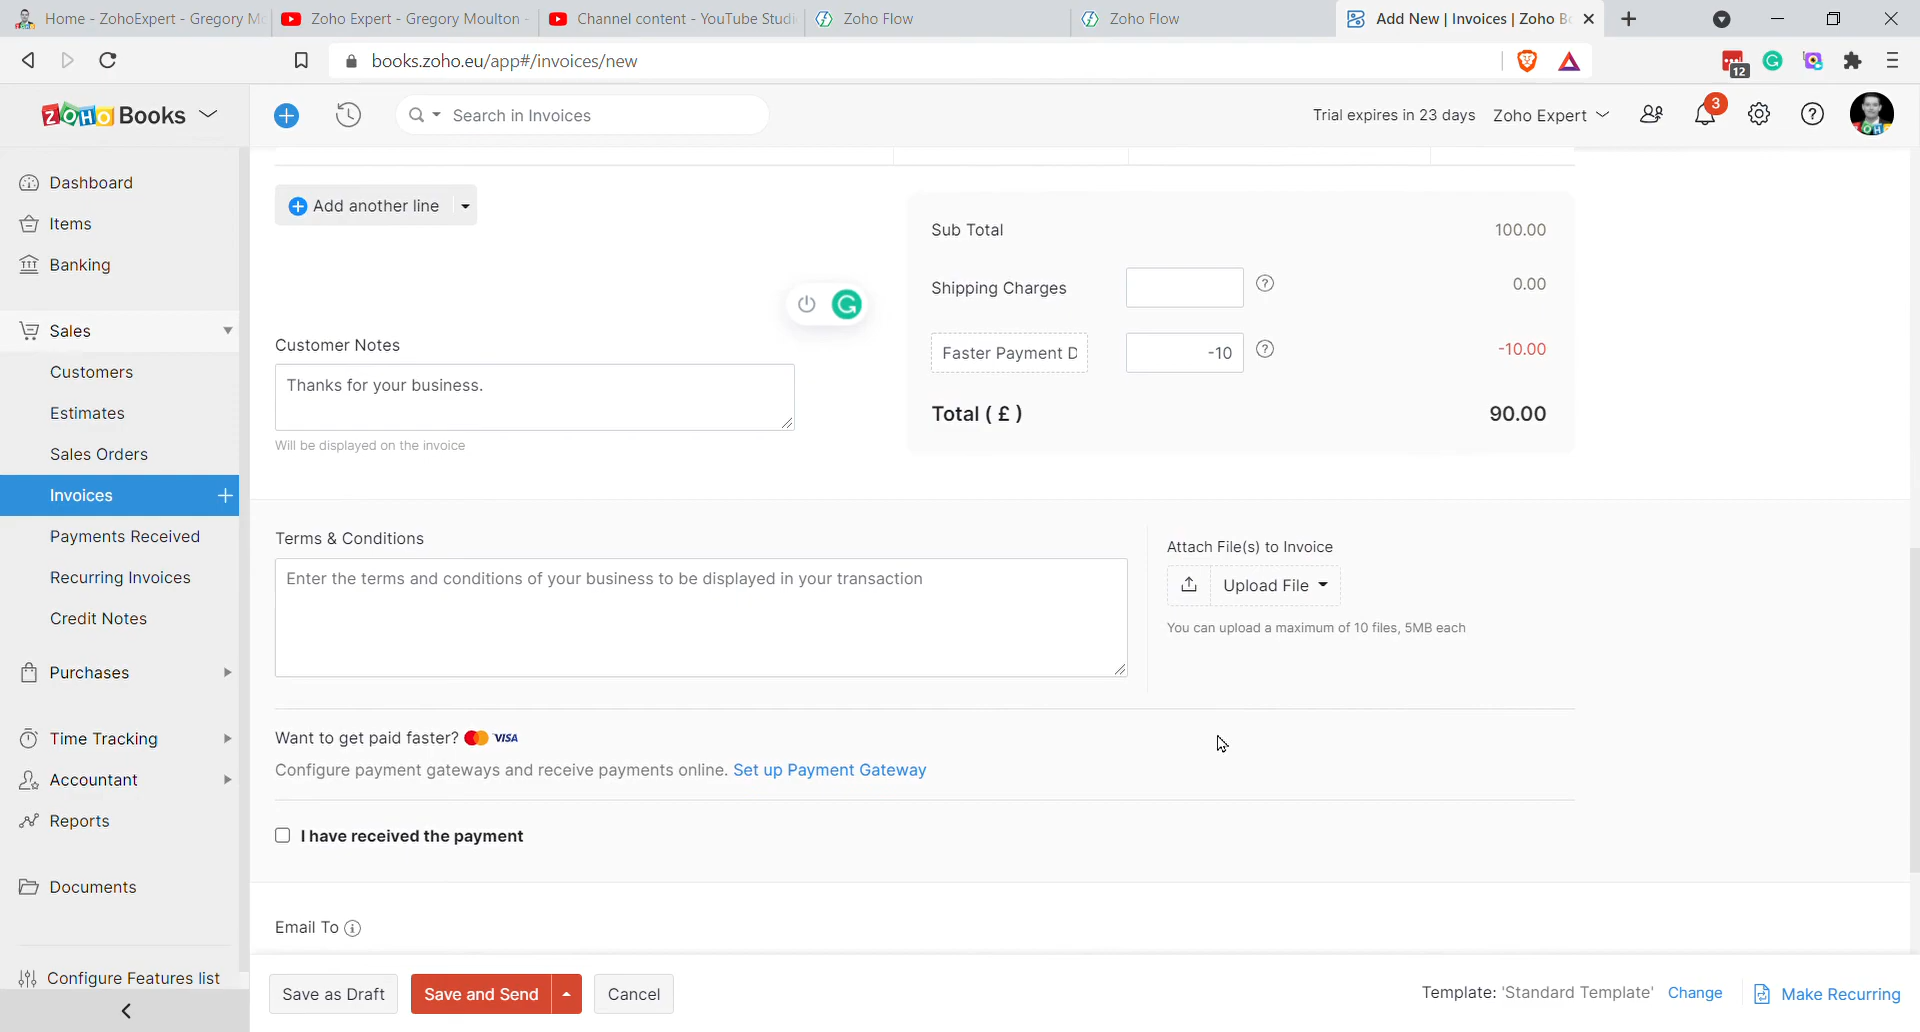 Home - ZohoExpert - Gregory Mo
Zoho Expert - Gregory Moulton -
Channel content - YouTube Studi
Zoho Flow
Zoho Flow
Add New | Invoices | Zoho Bo
books.zoho.eu/app#/invoices/new
12
ZOHO Books
Search in Invoices
Trial expires in 23 days
Zoho Expert
3
Dashboard
Items
Banking
Sales
Customers
Estimates
Sales Orders
Invoices
Payments Received
Recurring Invoices
Credit Notes
Purchases
Time Tracking
Accountant
Reports
Documents
Configure Features list
Add another line
Sub Total
100.00
Shipping Charges
0.00
Faster Payment D
-10
-10.00
Total ( £ )
90.00
Customer Notes
Thanks for your business.
Will be displayed on the invoice
Terms & Conditions
Enter the terms and conditions of your business to be displayed in your transaction
Attach File(s) to Invoice
Upload File
You can upload a maximum of 10 files, 5MB each
Want to get paid faster? VISA
Configure payment gateways and receive payments online. Set up Payment Gateway
I have received the payment
Email To
Save as Draft
Save and Send
Cancel
Template: 'Standard Template' Change
Make Recurring